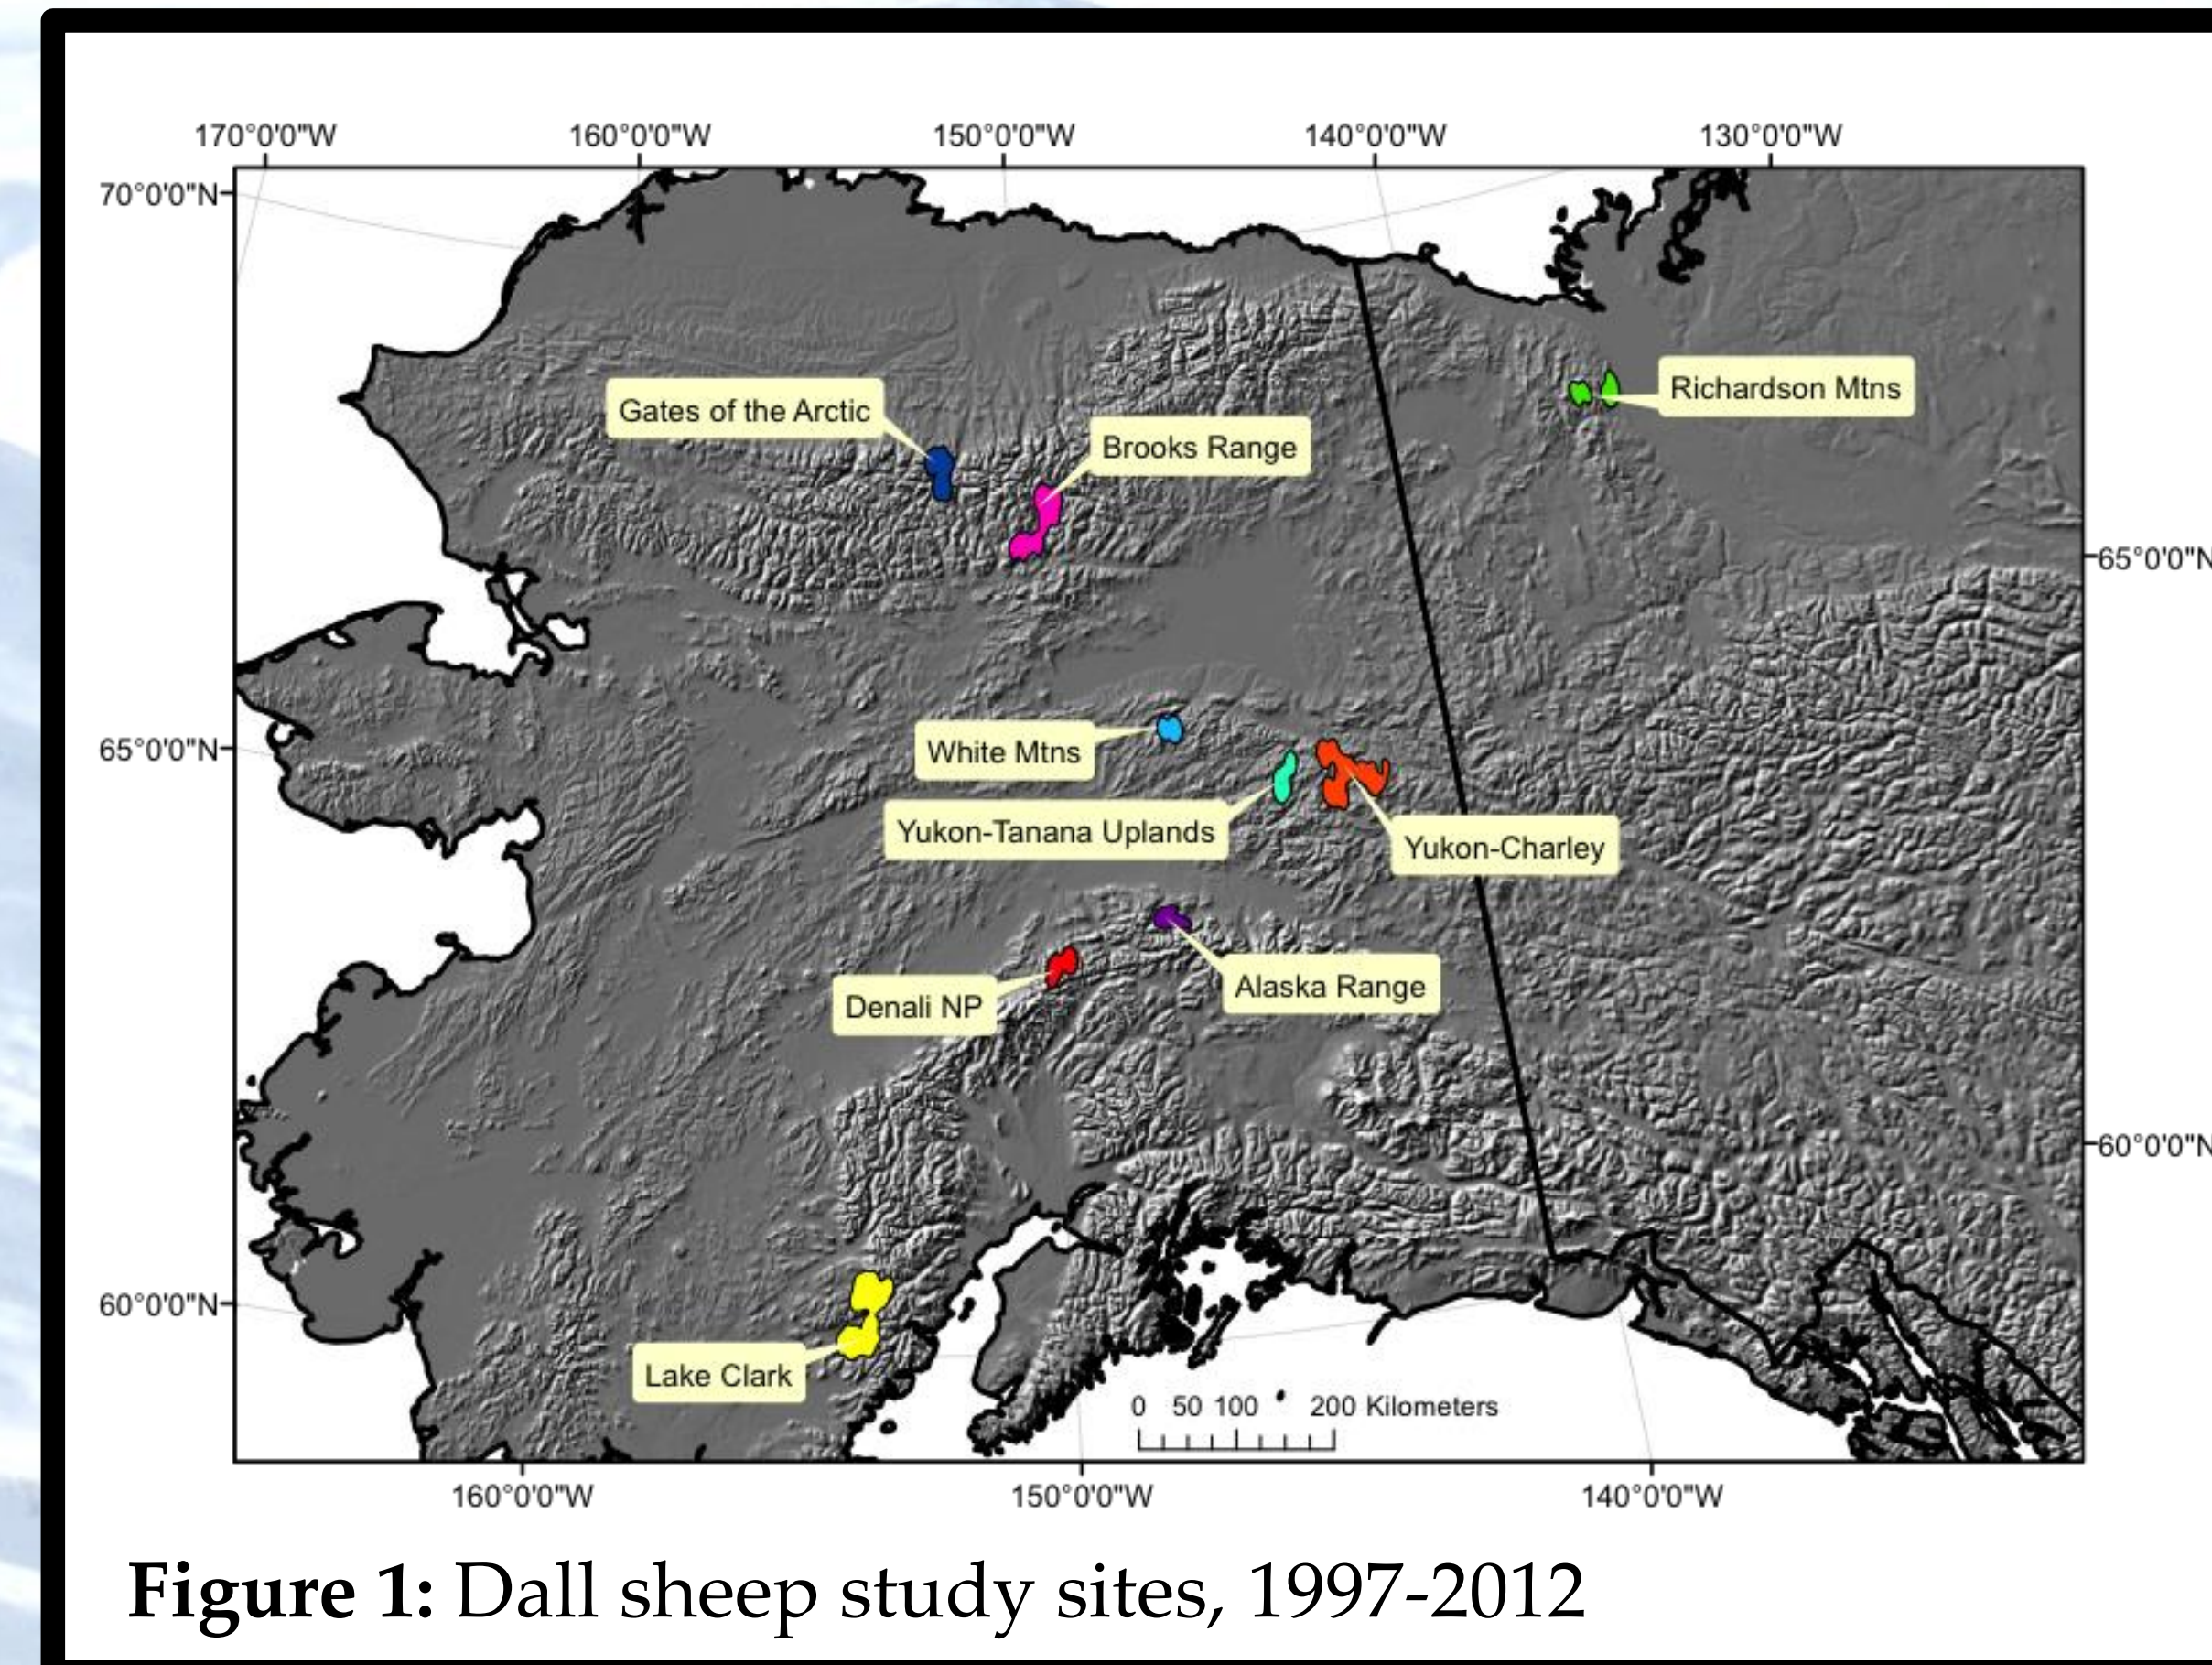 170°0'0"W 160°0'0"W 150°0'0"W 140°0'0"W 130°0'0"W
70°0'0"N
Richardson Mtns
Gates of the Arctic
Brooks Range
65°0'0"N
65°0'0"N
White Mtns
Yukon-Tanana Uplands
Yukon-Charley
Alaska Range
Denali NP
60°0'0"N
60°0'0"N
Lake Clark
0 50 100 200 Kilometers
160°0'0"W 150°0'0"W 140°0'0"W
Figure 1: Dall sheep study sites, 1997-2012